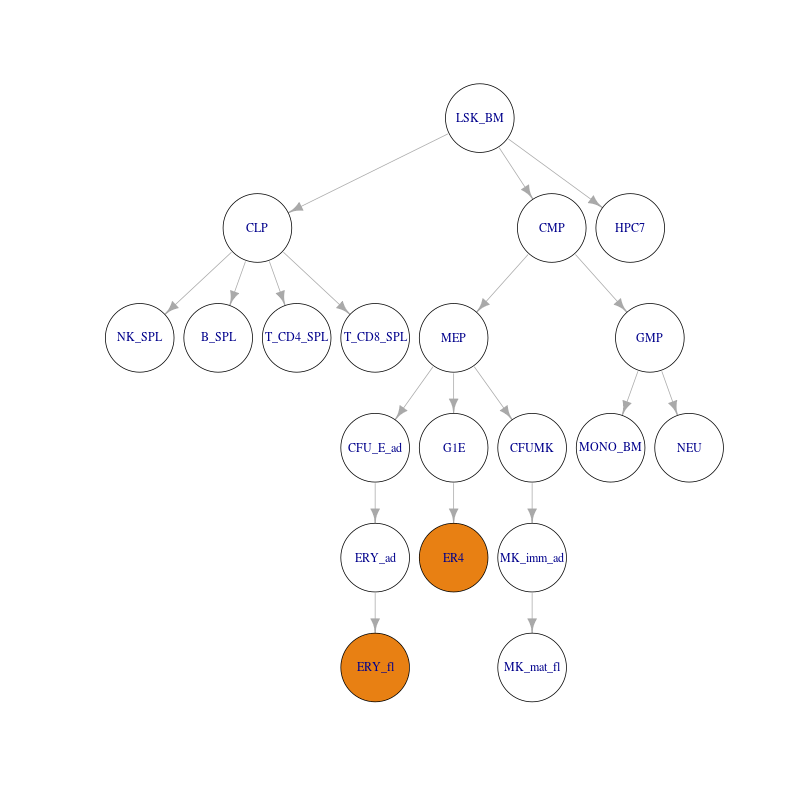 LSK_BM
CLP
CMP
HPC7
NK_SPL
B_SPL
T_CD4_SPL
T_CD8_SPL
MEP
GMP
CFU_E_ad
G1E
CFUMK
MONO_BM
NEU
ERY_ad
ER4
MK_imm_ad
ERY_fl
MK_mat_fl